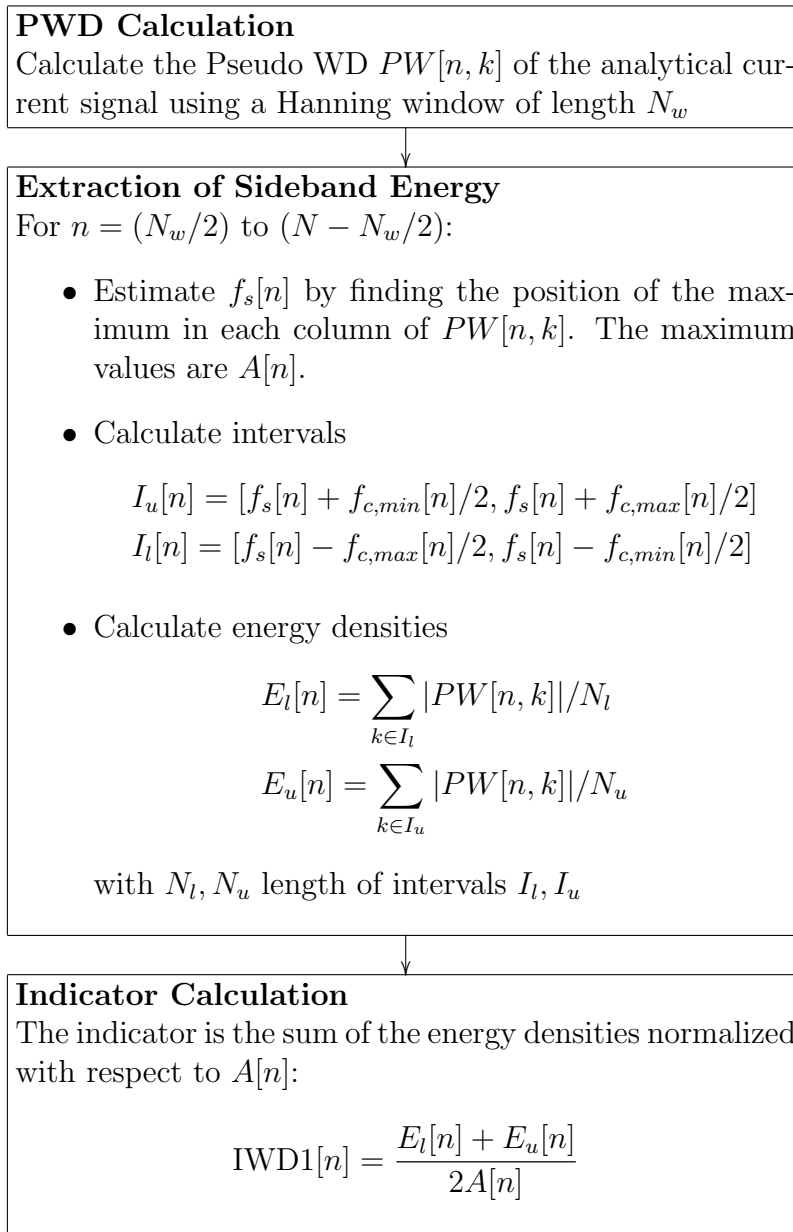 PWD Calculation
Calculate the Pseudo WD PW[n, k] of the analytical cur-
rent signal using a Hanning window of length N_w
Extraction of Sideband Energy
For n = (N_w/2) to (N − N_w/2):
• Estimate f_s[n] by finding the position of the max-
imum in each column of PW[n, k]. The maximum
values are A[n].
• Calculate intervals
I_u[n] = [f_s[n] + f_{c,min}[n]/2, f_s[n] + f_{c,max}[n]/2]
I_l[n] = [f_s[n] − f_{c,max}[n]/2, f_s[n] − f_{c,min}[n]/2]
• Calculate energy densities
E_l[n] = ∑_{k∈I_l} |PW[n, k]|/N_l
E_u[n] = ∑_{k∈I_u} |PW[n, k]|/N_u
with N_l, N_u length of intervals I_l, I_u
Indicator Calculation
The indicator is the sum of the energy densities normalized
with respect to A[n]:
IWD1[n] = (E_l[n] + E_u[n]) / 2A[n]